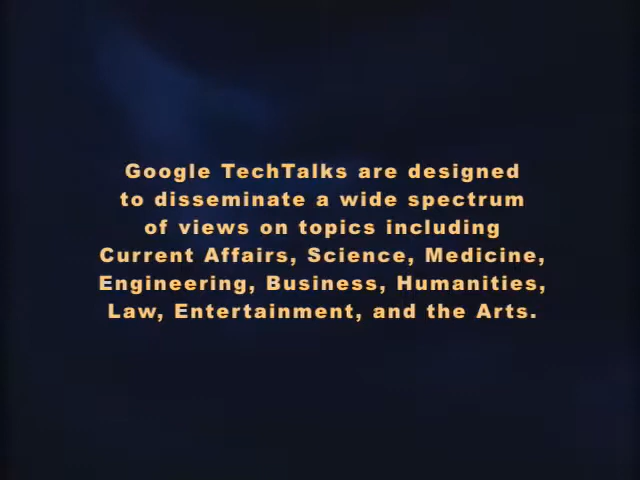 Google TechTalks are designed
to disseminate a wide spectrum
of views on topics including
Current Affairs, Science, Medicine,
Engineering, Business, Humanities,
Law, Entertainment, and the Arts.